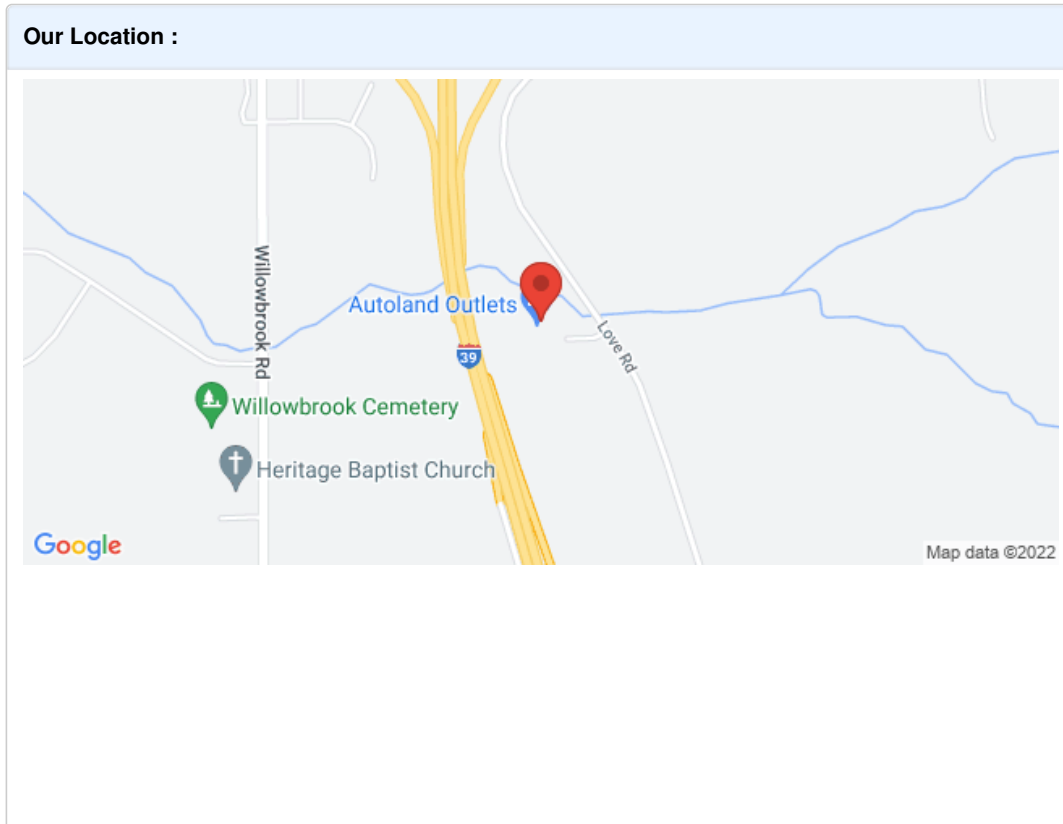 Our Location :
Willowbrook Rd
Autoland Outlets
Love Rd
39
Willowbrook Cemetery
Heritage Baptist Church
Google
Map data ©2022